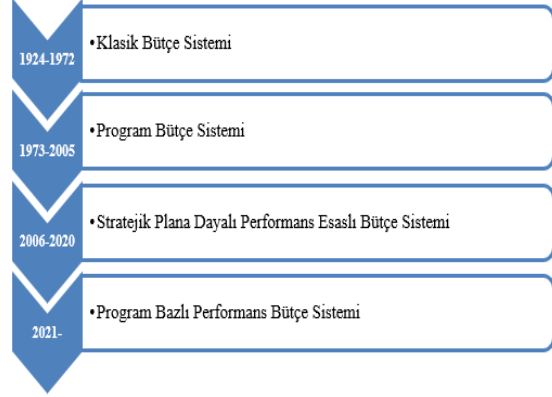 1924-1972
•Klasik Bütçe Sistemi
1973-2005
•Program Bütçe Sistemi
2006-2020
•Stratejik Plana Dayalı Performans Esaslı Bütçe Sistemi
2021-
•Program Bazlı Performans Bütçe Sistemi